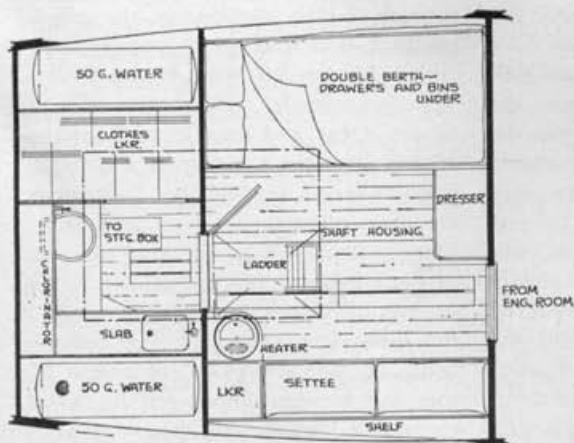 50 G. WATER
DOUBLE BERTH~
DRAWERS AND BINS
UNDER
CLOTHES
LKR.
DRESSER
TO
BOX
SHAFT HOUSING
LADDER
FROM
ENG. ROOM
SLAB
HEATER
50 G. WATER
LKR
SETTEE
SHELF